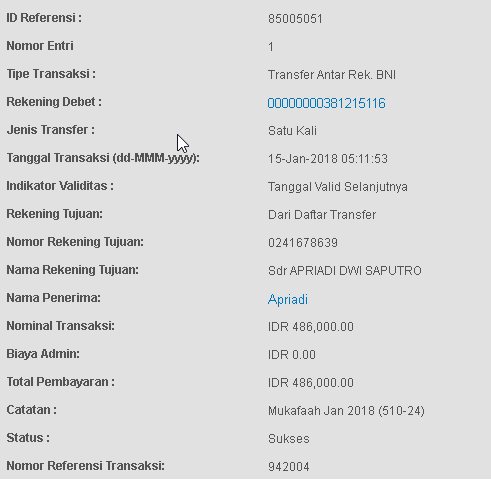 ID Referensi : 85005051
Nomor Entri 1
Tipe Transaksi : Transfer Antar Rek. BNI
Rekening Debet : 00000000381215116
Jenis Transfer : Satu Kali
Tanggal Transaksi (dd-MMM-yyyy): 15-Jan-2018 05:11:53
Indikator Validitas : Tanggal Valid Selanjutnya
Rekening Tujuan: Dari Daftar Transfer
Nomor Rekening Tujuan: 0241678639
Nama Rekening Tujuan: Sdr APRIADI DWI SAPUTRO
Nama Penerima: Apriadi
Nominal Transaksi: IDR 486,000.00
Biaya Admin: IDR 0.00
Total Pembayaran : IDR 486,000.00
Catatan : Mukafaah Jan 2018 (510-24)
Status : Sukses
Nomor Referensi Transaksi: 942004